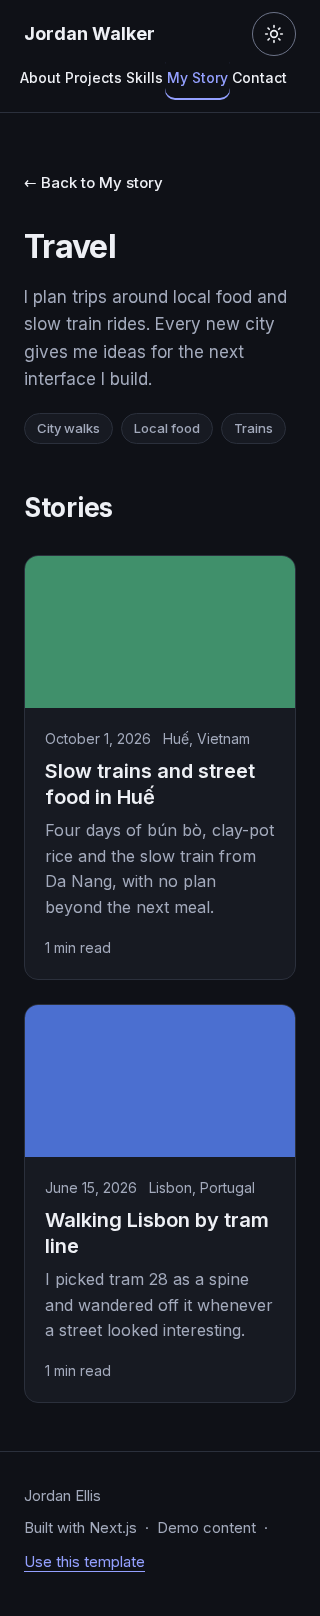 Jordan Walker
About Projects Skills My Story Contact
← Back to My story
Travel
I plan trips around local food and
slow train rides. Every new city
gives me ideas for the next
interface I build.
City walks Local food Trains
Stories
October 1, 2026 Huế, Vietnam
Slow trains and street
food in Huế
Four days of bún bò, clay-pot
rice and the slow train from
Da Nang, with no plan
beyond the next meal.
1 min read
June 15, 2026 Lisbon, Portugal
Walking Lisbon by tram
line
I picked tram 28 as a spine
and wandered off it whenever
a street looked interesting.
1 min read
Jordan Ellis
Built with Next.js · Demo content ·
Use this template